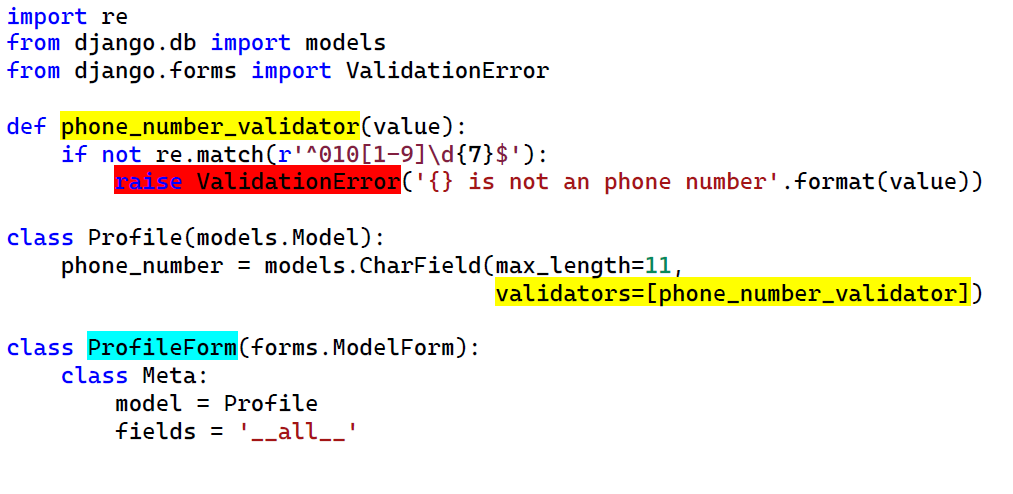 import re
from django.db import models
from django.forms import ValidationError

def phone_number_validator(value):
    if not re.match(r'^010[1-9]\d{7}$'):
        raise ValidationError('{} is not an phone number'.format(value))

class Profile(models.Model):
    phone_number = models.CharField(max_length=11,
                                    validators=[phone_number_validator])

class ProfileForm(forms.ModelForm):
    class Meta:
        model = Profile
        fields = '__all__'